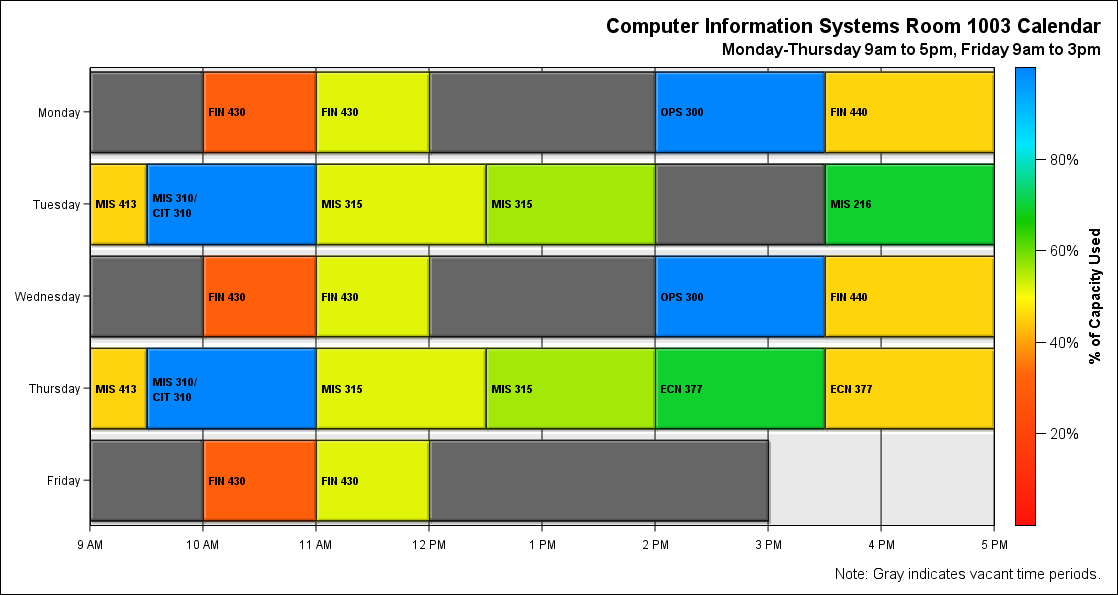 Computer Information Systems Room 1003 Calendar
Monday-Thursday 9am to 5pm, Friday 9am to 3pm
Monday
FIN 430
FIN 430
OPS 300
FIN 440
Tuesday
MIS 413
MIS 310/
CIT 310
MIS 315
MIS 315
MIS 216
Wednesday
FIN 430
FIN 430
OPS 300
FIN 440
Thursday
MIS 413
MIS 310/
CIT 310
MIS 315
MIS 315
ECN 377
ECN 377
Friday
FIN 430
FIN 430
9 AM
10 AM
11 AM
12 PM
1 PM
2 PM
3 PM
4 PM
5 PM
80%
60%
40%
20%
% of Capacity Used
Note: Gray indicates vacant time periods.